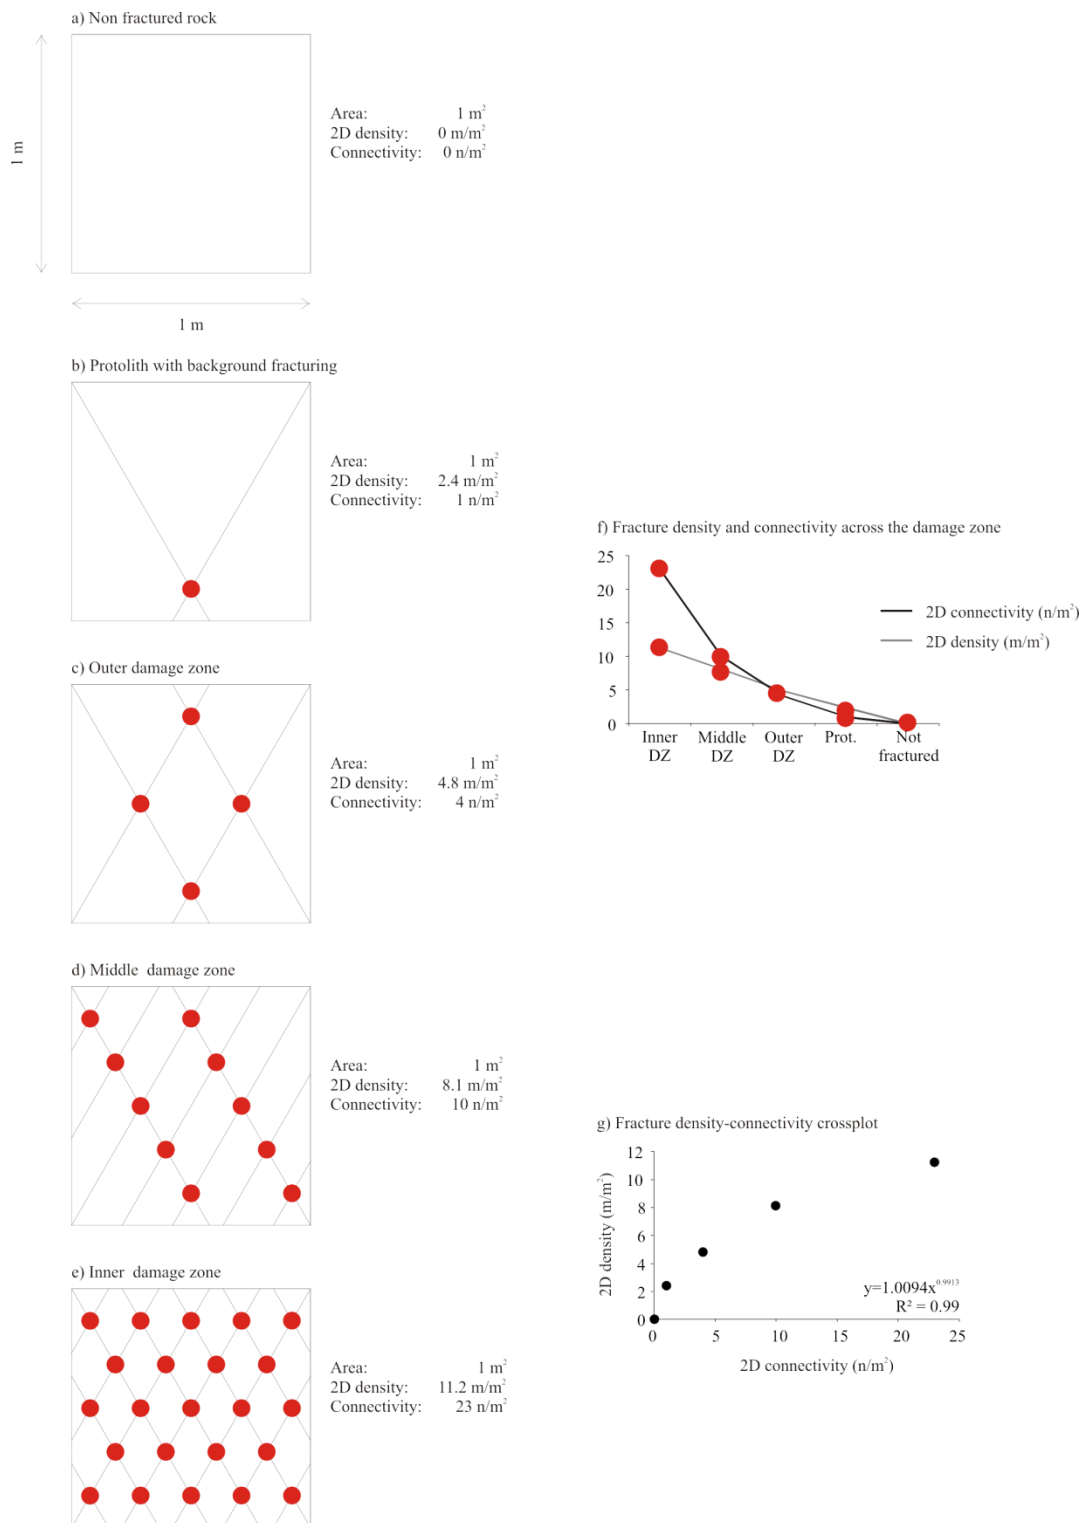 a) Non fractured rock
1 m
Area: 1 m²
2D density: 0 m/m²
Connectivity: 0 n/m²
1 m
b) Protolith with background fracturing
Area: 1 m²
2D density: 2.4 m/m²
Connectivity: 1 n/m²
c) Outer damage zone
Area: 1 m²
2D density: 4.8 m/m²
Connectivity: 4 n/m²
d) Middle damage zone
Area: 1 m²
2D density: 8.1 m/m²
Connectivity: 10 n/m²
e) Inner damage zone
Area: 1 m²
2D density: 11.2 m/m²
Connectivity: 23 n/m²
f) Fracture density and connectivity across the damage zone
25
20
15
10
5
0
2D connectivity (n/m²)
2D density (m/m²)
Inner Middle Outer Prot. Not
DZ DZ DZ fractured
g) Fracture density-connectivity crossplot
12
10
8
6
4
2
0
2D density (m/m²)
y=1.0094x^0.9913
R² = 0.99
0 5 10 15 20 25
2D connectivity (n/m²)